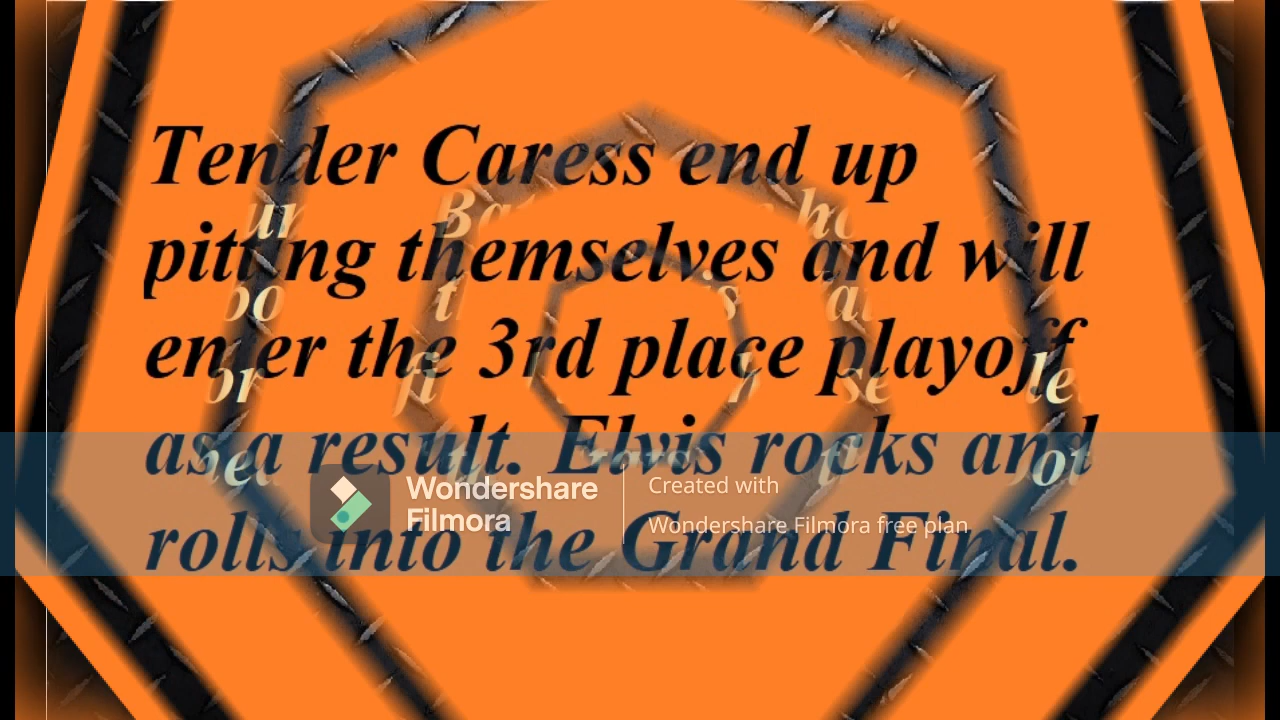 Tender Caress end up
pitting themselves and will
enter the 3rd place playoff
as a result. Elvis rocks and
rolls into the Grand Final.
Wondershare
Filmora
Created with
Wondershare Filmora free plan